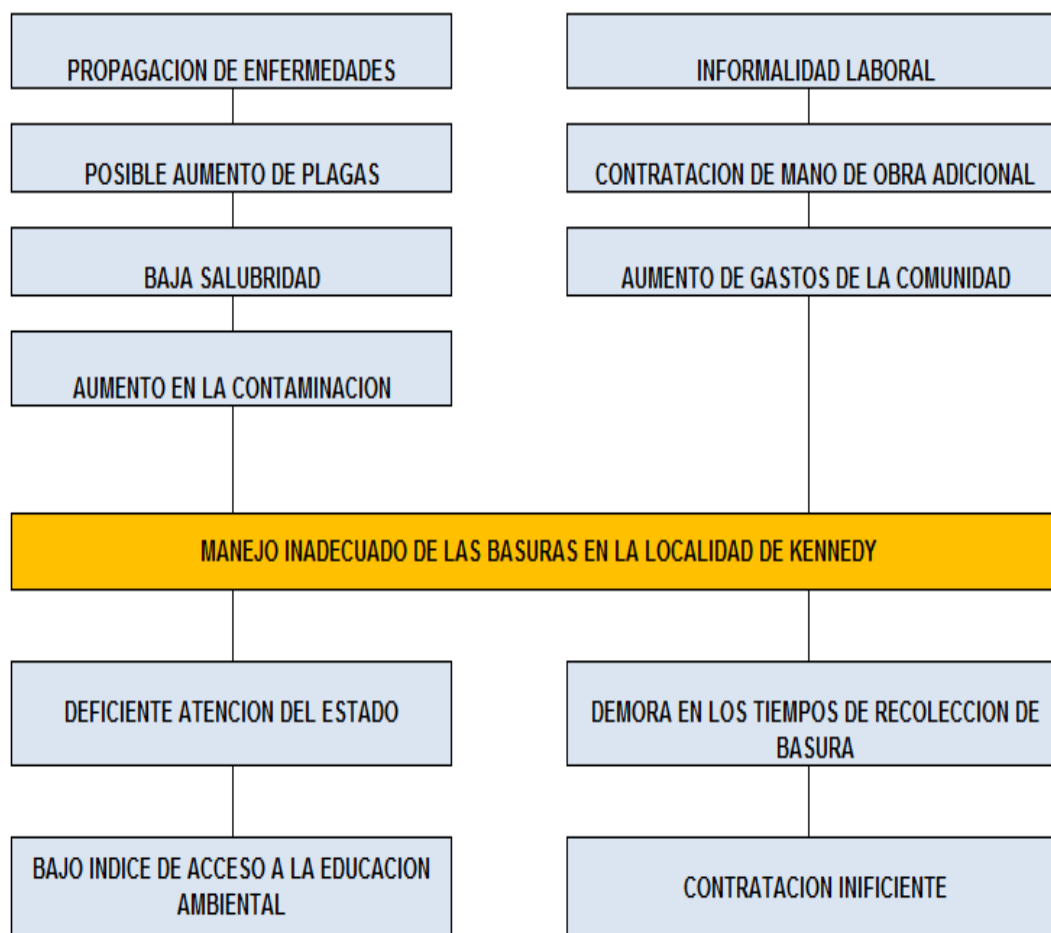 PROPAGACION DE ENFERMEDADES
INFORMALIDAD LABORAL
POSIBLE AUMENTO DE PLAGAS
CONTRATACION DE MANO DE OBRA ADICIONAL
BAJA SALUBRIDAD
AUMENTO DE GASTOS DE LA COMUNIDAD
AUMENTO EN LA CONTAMINACION
MANEJO INADECUADO DE LAS BASURAS EN LA LOCALIDAD DE KENNEDY
DEFICIENTE ATENCION DEL ESTADO
DEMORA EN LOS TIEMPOS DE RECOLECCION DE
BASURA
BAJO INDICE DE ACCESO A LA EDUCACION
AMBIENTAL
CONTRATACION INIFICIENTE